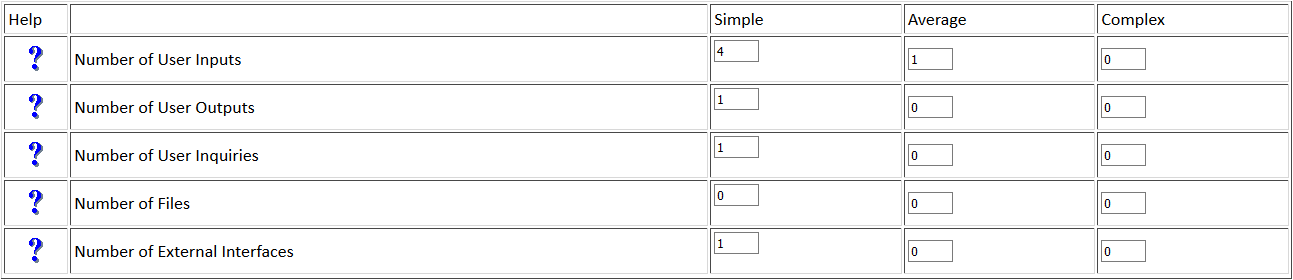 Help Simple Average Complex
? Number of User Inputs 4 1 0
? Number of User Outputs 1 0 0
? Number of User Inquiries 1 0 0
? Number of Files 0 0 0
? Number of External Interfaces 1 0 0